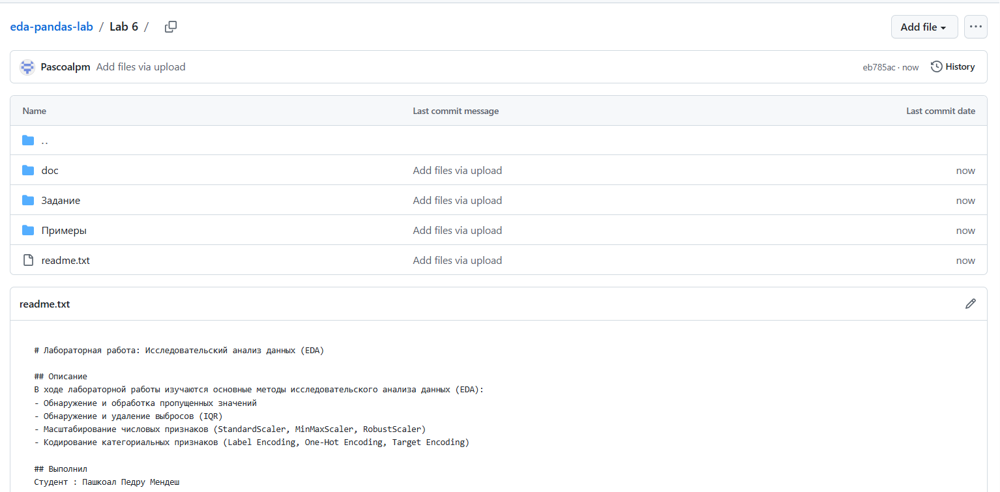 eda-pandas-lab / Lab 6 /
Add file
Pascoalpm Add files via upload
eb785ac · now History
Name Last commit message Last commit date
..
doc Add files via upload now
Задание Add files via upload now
Примеры Add files via upload now
readme.txt Add files via upload now
readme.txt
# Лабораторная работа: Исследовательский анализ данных (EDA)
## Описание
В ходе лабораторной работы изучаются основные методы исследовательского анализа данных (EDA):
- Обнаружение и обработка пропущенных значений
- Обнаружение и удаление выбросов (IQR)
- Масштабирование числовых признаков (StandardScaler, MinMaxScaler, RobustScaler)
- Кодирование категориальных признаков (Label Encoding, One-Hot Encoding, Target Encoding)
## Выполнил
Студент : Пашкоал Педру Мендеш